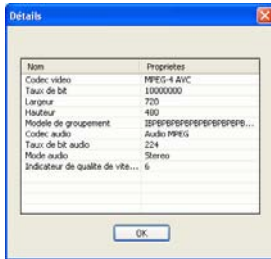 Détails
Nom Proprietes
Codec video MPEG-4 AVC
Taux de bit 10000000
Largeur 720
Hauteur 480
Modele de groupement IBPBPBPBPBPBPBPBPBPB...
Codec audio Audio MPEG
Taux de bit audio 224
Mode audio Stereo
Indicateur de qualite de vite... 6
OK